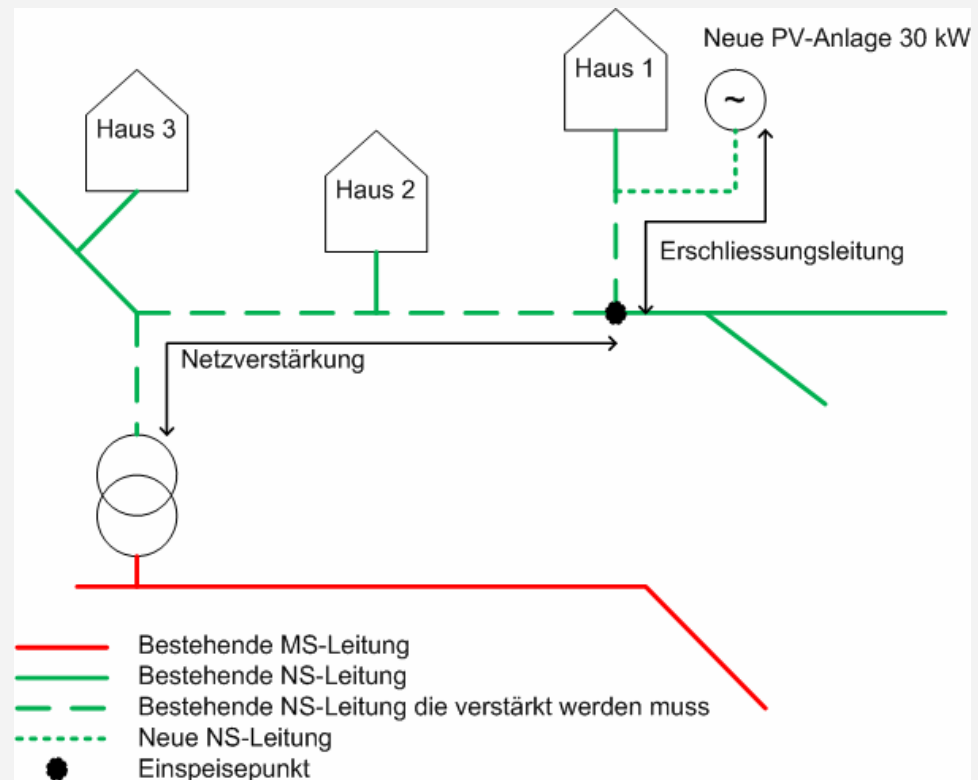 Neue PV-Anlage 30 kW
Haus 1
~
Haus 3
Haus 2
Erschliessungsleitung
Netzverstärkung
Bestehende MS-Leitung
Bestehende NS-Leitung
Bestehende NS-Leitung die verstärkt werden muss
Neue NS-Leitung
Einspeisepunkt